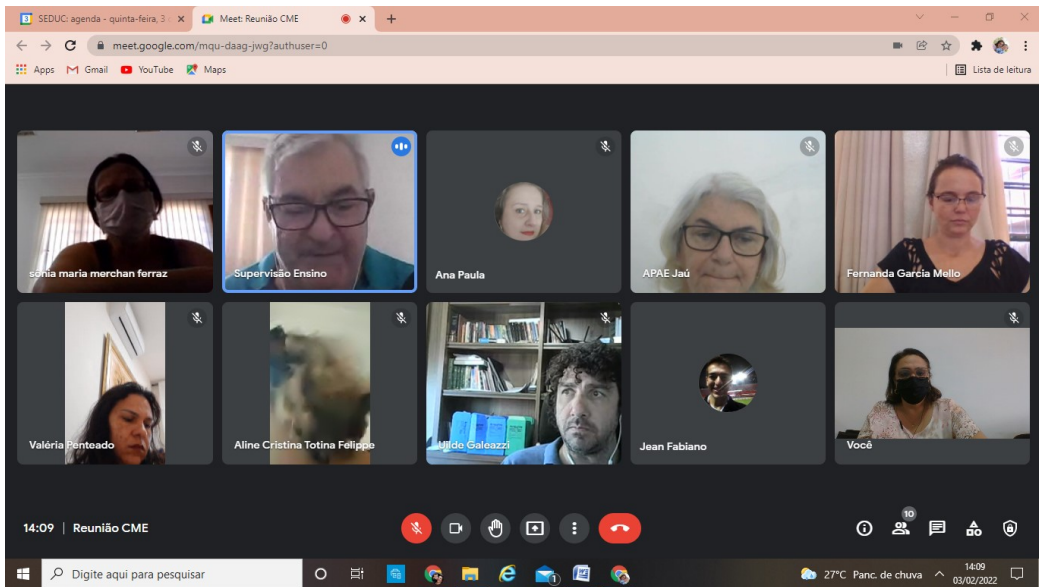 SEDUC: agenda - quinta-feira, 3
Meet: Reunião CME
meet.google.com/mqu-daag-jwg?authuser=0
Apps
Gmail
YouTube
Maps
Lista de leitura
sônia maria merchan ferraz
Supervisão Ensino
Ana Paula
APAE Jaú
Fernanda Garcia Mello
Valéria Penteado
Aline Cristina Totina Felippe
Uilde Galeazzi
Jean Fabiano
Você
14:09 | Reunião CME
10
Digite aqui para pesquisar
27°C Panc. de chuva
14:09
03/02/2022